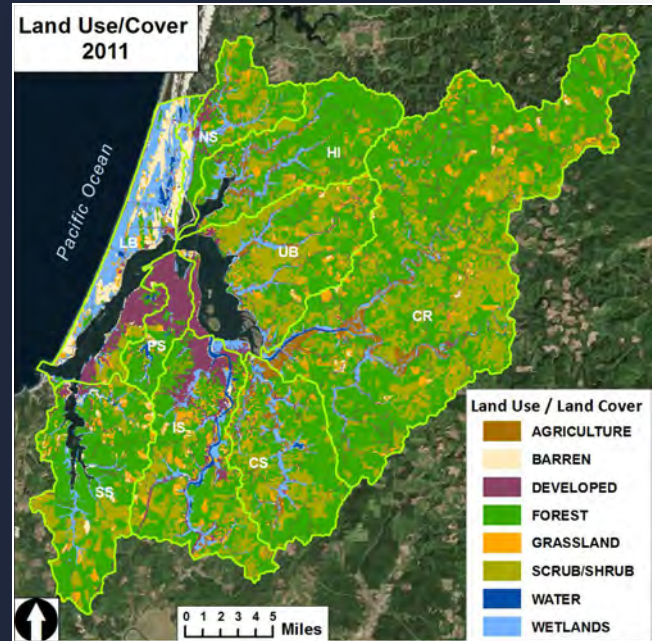 Land Use/Cover
2011
NS
HI
Pacific Ocean
LB
UB
CR
PS
IS
CS
SS
Land Use / Land Cover
AGRICULTURE
BARREN
DEVELOPED
FOREST
GRASSLAND
SCRUB/SHRUB
WATER
WETLANDS
0 1 2 3 4 5
Miles